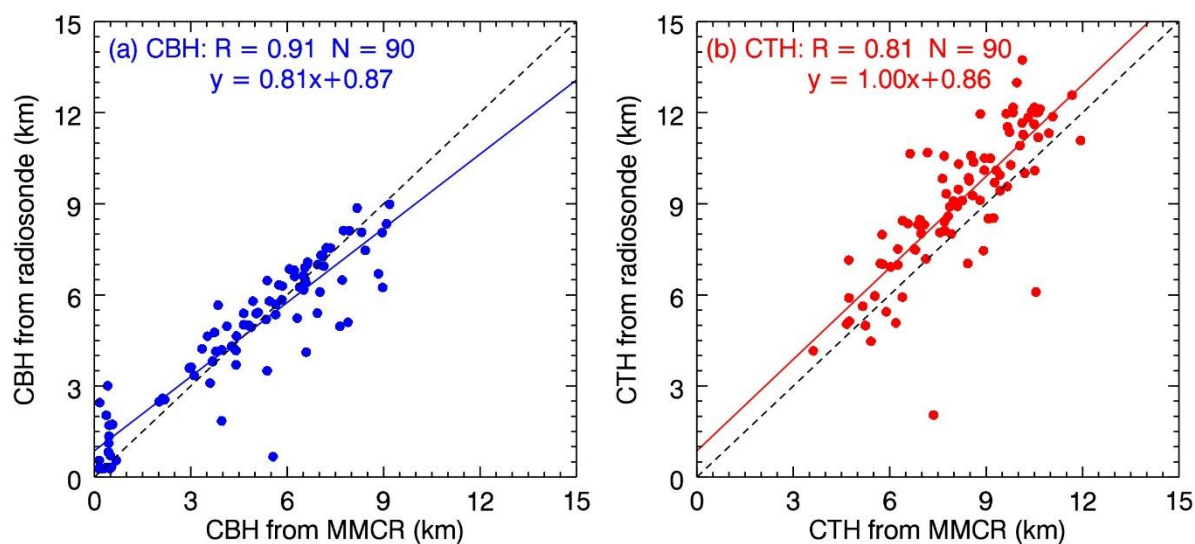 (a) CBH: R = 0.91 N = 90
y = 0.81x+0.87
CBH from radiosonde (km)
15
12
9
6
3
0
0 3 6 9 12 15
CBH from MMCR (km)
(b) CTH: R = 0.81 N = 90
y = 1.00x+0.86
CTH from radiosonde (km)
15
12
9
6
3
0
0 3 6 9 12 15
CTH from MMCR (km)